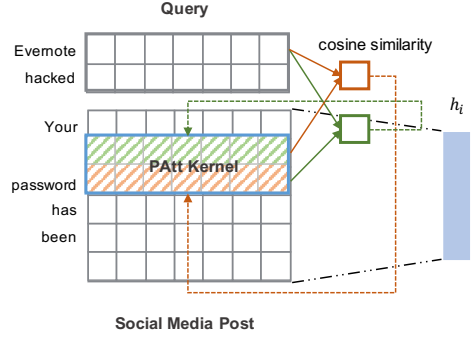 Query
Evernote
hacked
cosine similarity
h_i
Your
PAtt Kernel
password
has
been
Social Media Post